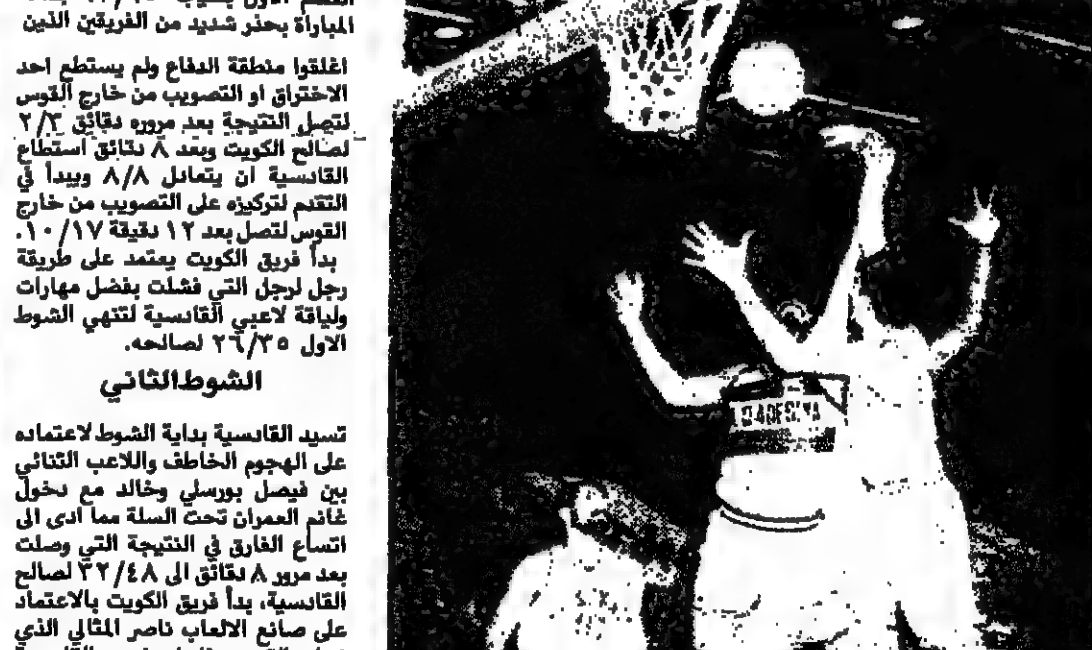 المباراة بحذر شديد من الفريقين الذين
اغلقوا منطقة الدفاع ولم يستطع احد
الاختراق او التصويب من خارج القوس
لتصل النتيجة بعد مروره دقائق ٢/٣
لصالح الكويت وبعد ٨ دقائق استطاع
القادسية ان يتعادل ٨/٨ ويبدأ في
التقدم لتركيزه على التصويب من خارج
القوس لتصل بعد ١٢ دقيقة ١٠/١٧.
بدأ فريق الكويت يعتمد على طريقة
رجل لرجل التي فشلت بفضل مهارات
ولياقة لاعبي القادسية لتنهي الشوط
الاول ٢٦/٣٥ لصالحه.
الشوط الثاني
تسيد القادسية بداية الشوط لاعتماده
على الهجوم الخاطف واللاعب الثنائي
بين فيصل بورسلي وخالد مع دخول
غانم العمران تحت السلة مما ادى الى
اتساع الفارق في النتيجة التي وصلت
بعد مرور ٨ دقائق الى ٣٢/٤٨ لصالح
القادسية، بدأ فريق الكويت بالاعتماد
على صانع الالعاب ناصر المثالي الذي
QADESIYA